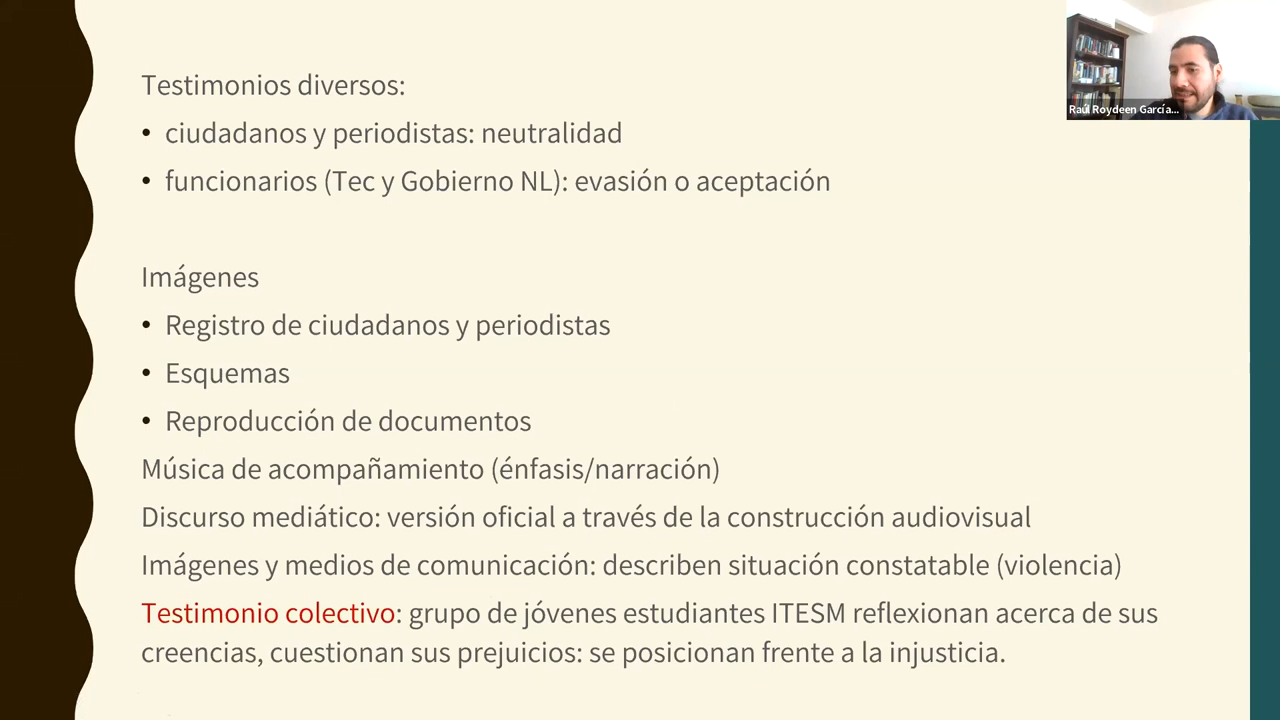 Testimonios diversos:
• ciudadanos y periodistas: neutralidad
• funcionarios (Tec y Gobierno NL): evasión o aceptación
Imágenes
• Registro de ciudadanos y periodistas
• Esquemas
• Reproducción de documentos
Música de acompañamiento (énfasis/narración)
Discurso mediático: versión oficial a través de la construcción audiovisual
Imágenes y medios de comunicación: describen situación constatable (violencia)
Testimonio colectivo: grupo de jóvenes estudiantes ITESM reflexionan acerca de sus
creencias, cuestionan sus prejuicios: se posicionan frente a la injusticia.
Raúl Roydeen García...